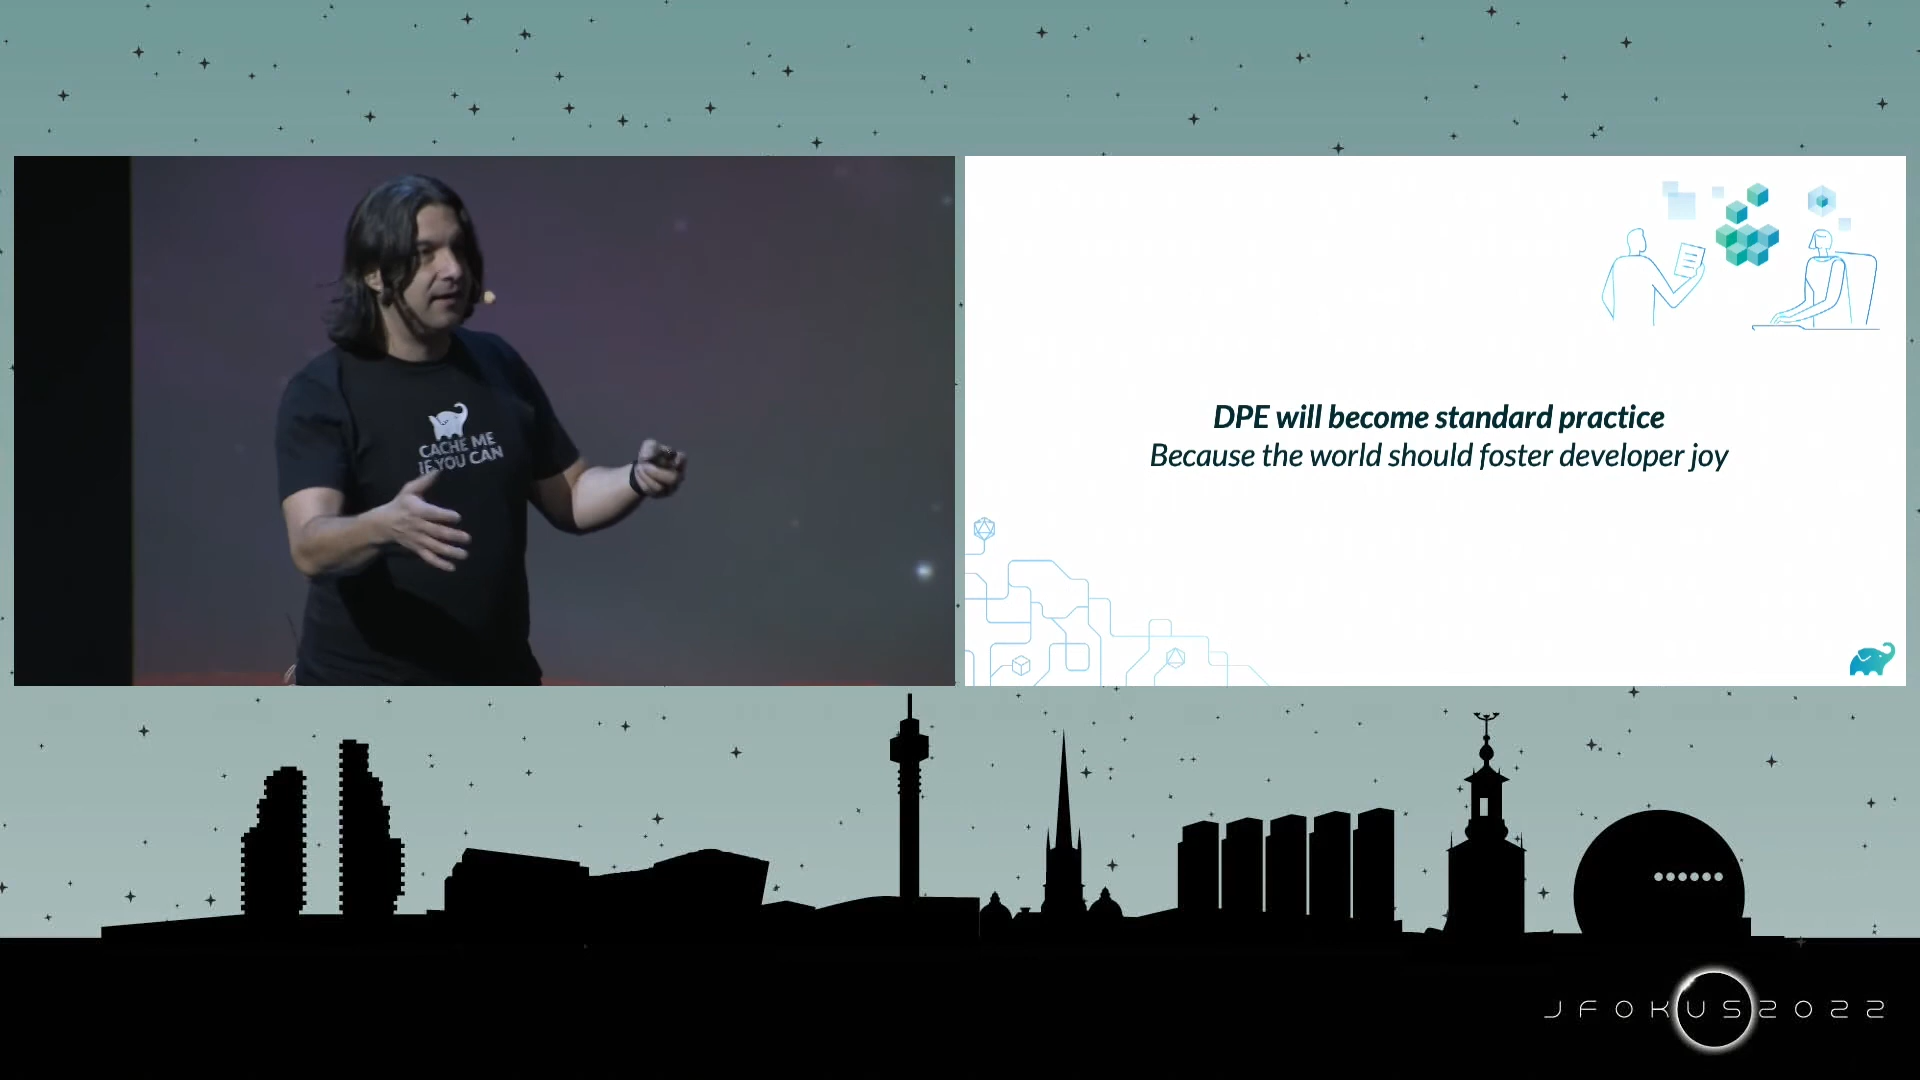 CACHE ME
IF YOU CAN
DPE will become standard practice
Because the world should foster developer joy
JFOKUS2022